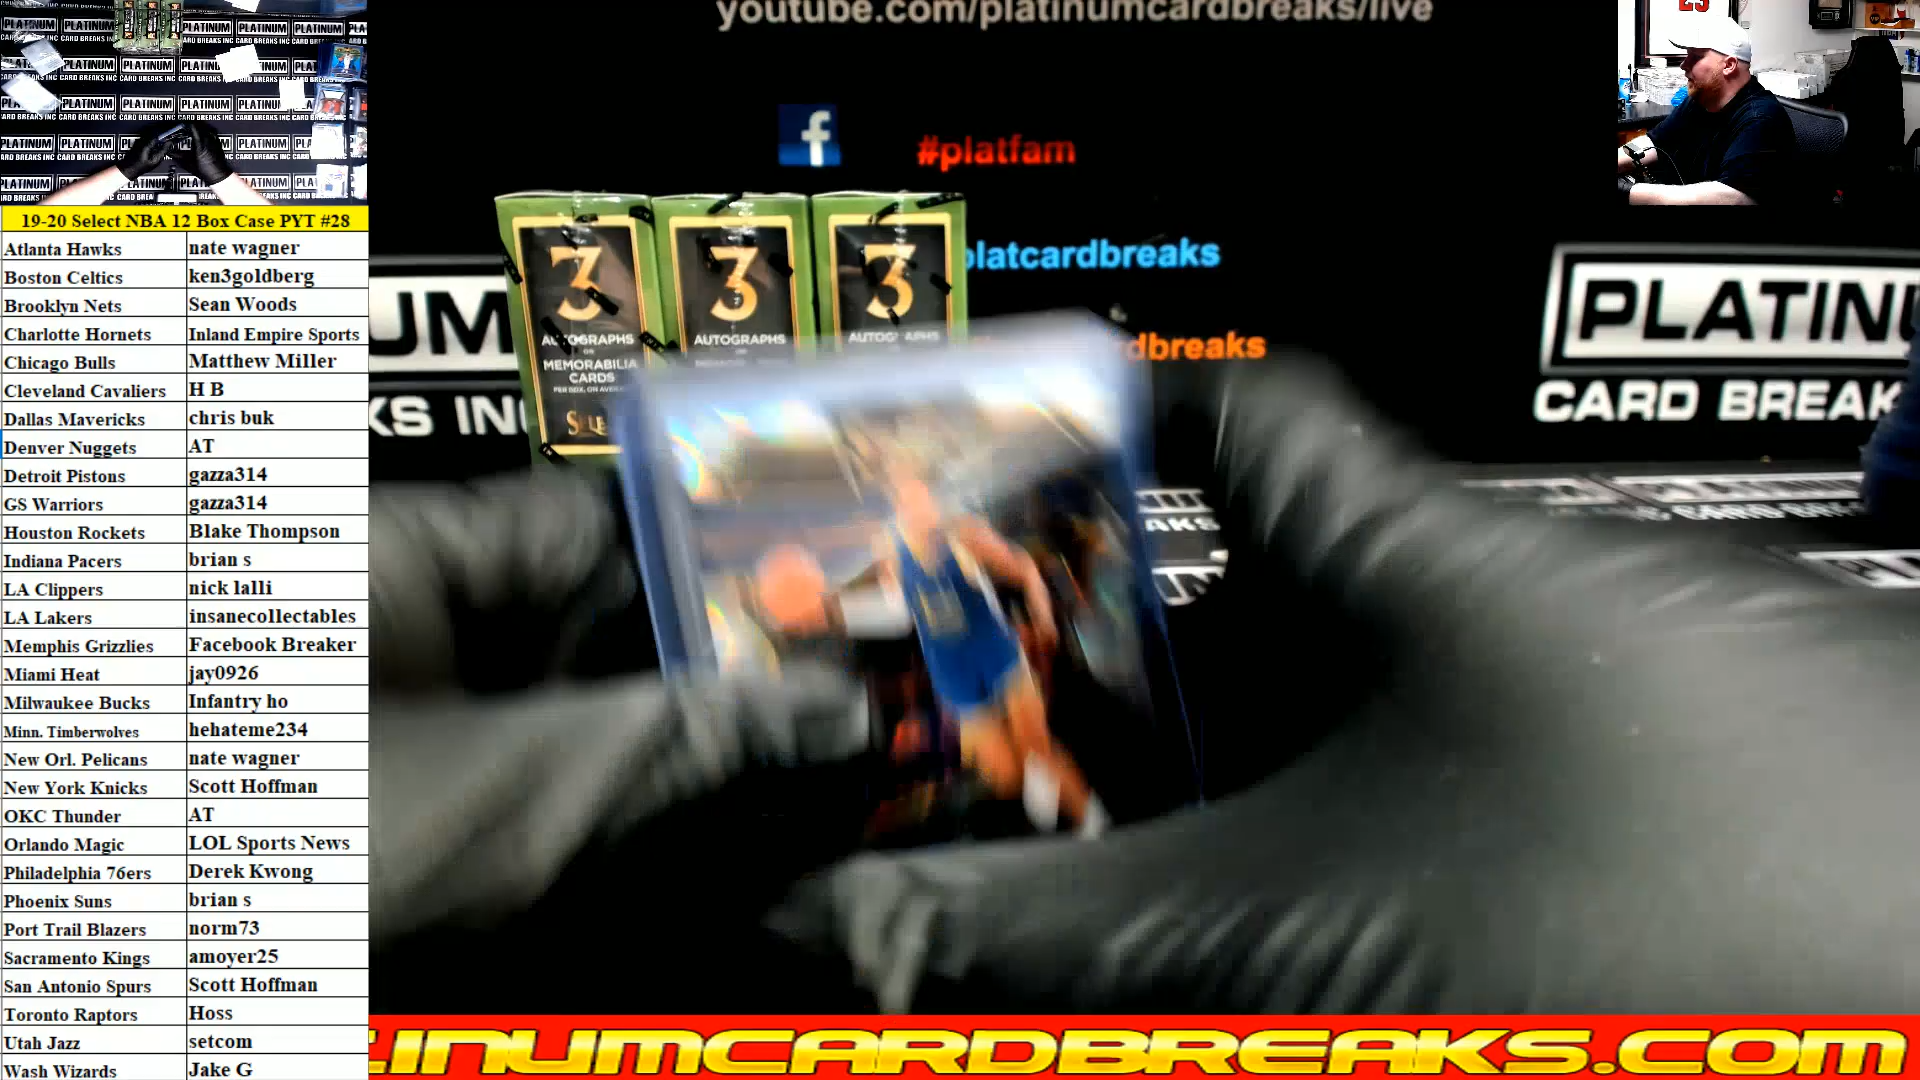 youtube.com/platinumcardbreaks/live
#platfam
platcardbreaks
&
dbreaks
3
AUTOGRAPHS
OR
MEMORABILIA
CARDS
3
AUTOGRAPHS
3
PLATINU
CARD BREAK
UM
KS INC
19-20 Select NBA 12 Box Case PYT #28
Atlanta Hawks nate wagner
Boston Celtics ken3goldberg
Brooklyn Nets Sean Woods
Charlotte Hornets Inland Empire Sports
Chicago Bulls Matthew Miller
Cleveland Cavaliers H B
Dallas Mavericks chris buk
Denver Nuggets AT
Detroit Pistons gazza314
GS Warriors gazza314
Houston Rockets Blake Thompson
Indiana Pacers brian s
LA Clippers nick lalli
LA Lakers insanecollectables
Memphis Grizzlies Facebook Breaker
Miami Heat jay0926
Milwaukee Bucks Infantry ho
Minn. Timberwolves hehateme234
New Orl. Pelicans nate wagner
New York Knicks Scott Hoffman
OKC Thunder AT
Orlando Magic LOL Sports News
Philadelphia 76ers Derek Kwong
Phoenix Suns brian s
Port Trail Blazers norm73
Sacramento Kings amoyer25
San Antonio Spurs Scott Hoffman
Toronto Raptors Hoss
Utah Jazz setcom
Wash Wizards Jake G
INUMCARDBREAKS.COM